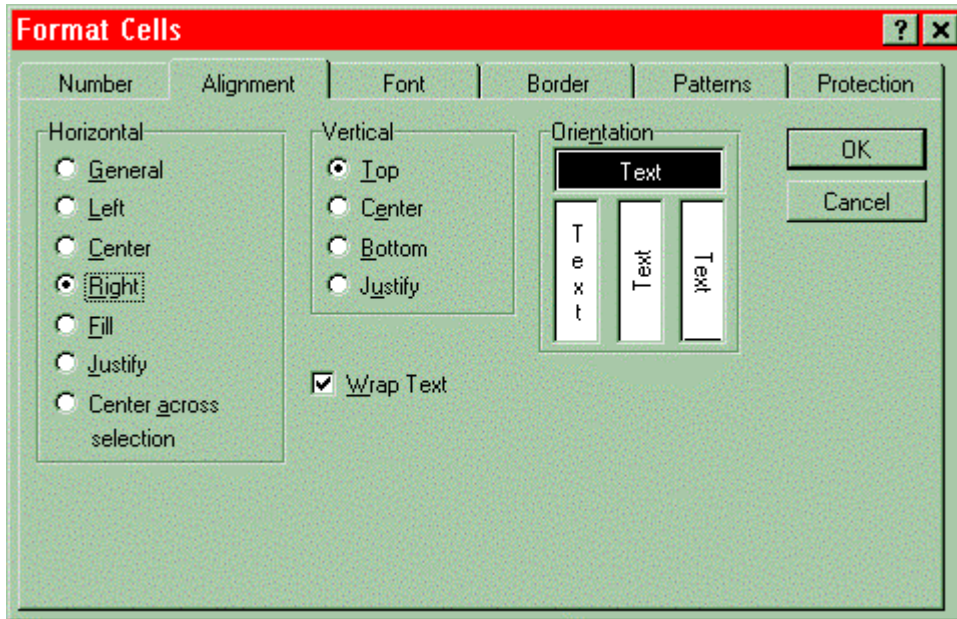 Format Cells
Number Alignment Font Border Patterns Protection
Horizontal
General
Left
Center
Right
Fill
Justify
Center across
selection
Vertical
Top
Center
Bottom
Justify
Wrap Text
Orientation
Text
Text
Text
Text
OK
Cancel